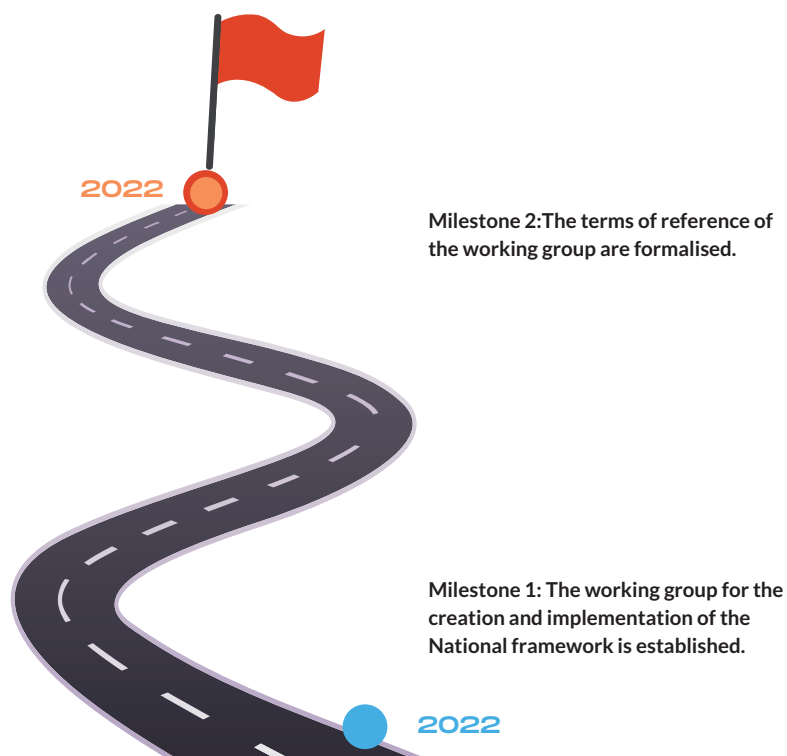 2022
Milestone 2:The terms of reference of
the working group are formalised.
Milestone 1: The working group for the
creation and implementation of the
National framework is established.
2022